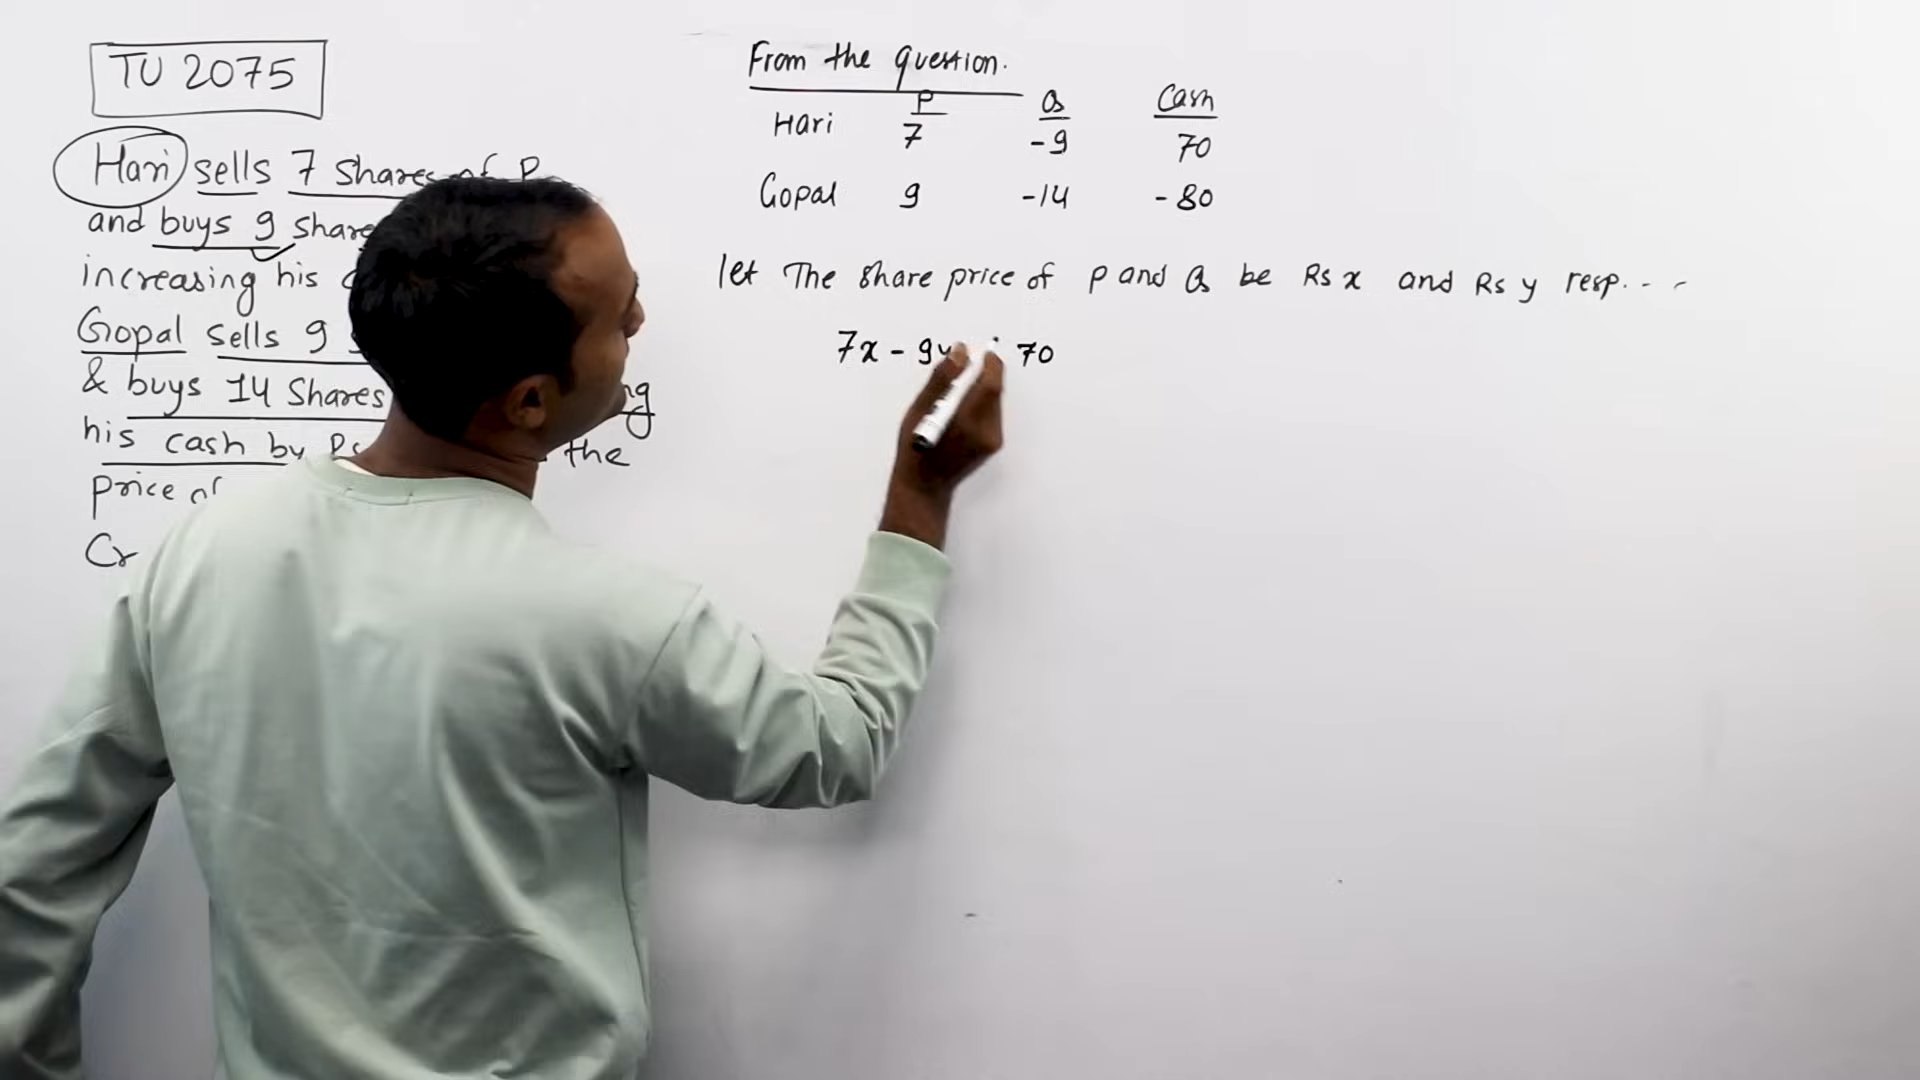 TU 2075
Hari sells 7 shares of P
and buys 9 share
increasing his
Gopal sells 9
& buys 14 Shares ng
his cash by Rs the
price of
Cr
From the question.
P Q Cash
Hari 7 -9 70
Gopal 9 -14 -80
let The share price of P and Q be Rs x and Rs y resp. . -
7x - 9y = 70